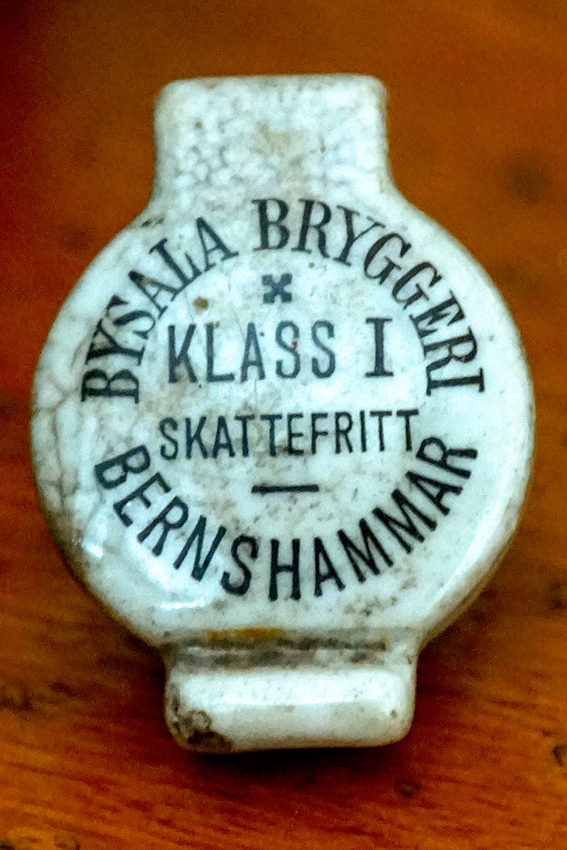 BYSALA BRYGGERI
KLASS I
SKATTEFRITT
BERNSHAMMAR